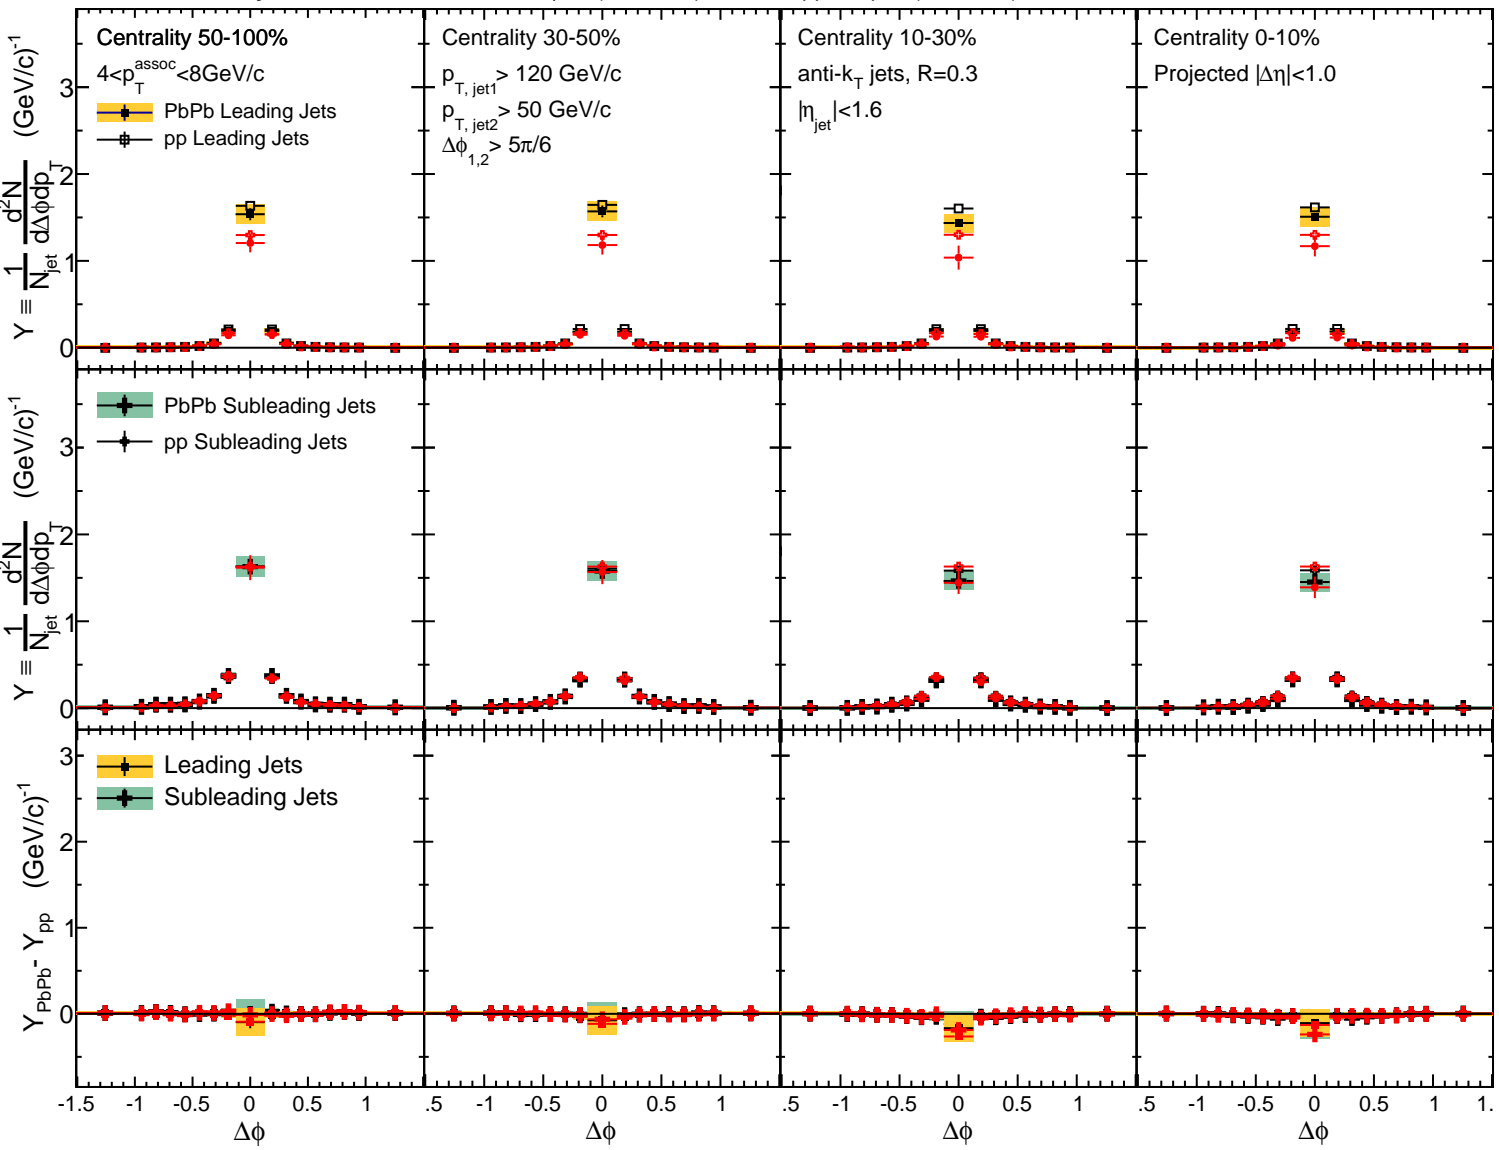 Centrality 50-100%
4<p_T^assoc<8GeV/c
PbPb Leading Jets
pp Leading Jets
Centrality 30-50%
p_T, jet1> 120 GeV/c
p_T, jet2> 50 GeV/c
Δϕ_1,2> 5π/6
Centrality 10-30%
anti-k_T jets, R=0.3
|η_jet|<1.6
Centrality 0-10%
Projected |Δη|<1.0
Y ≡ 1/N_jet d²N/dΔϕdp_T (GeV/c)⁻¹
3
2
1
0
PbPb Subleading Jets
pp Subleading Jets
Y ≡ 1/N_jet d²N/dΔϕdp_T (GeV/c)⁻¹
3
2
1
0
Leading Jets
Subleading Jets
Y_PbPb- Y_pp (GeV/c)⁻¹
3
2
1
0
-1.5 -1 -0.5 0 0.5 1
.5 -1 -0.5 0 0.5 1
.5 -1 -0.5 0 0.5 1
.5 -1 -0.5 0 0.5 1 1.
Δϕ Δϕ Δϕ Δϕ